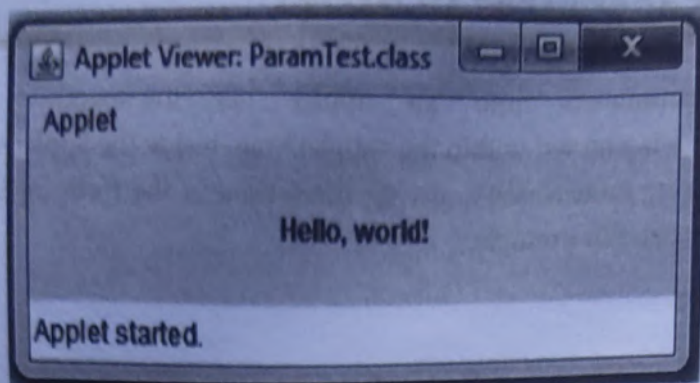 Applet Viewer: ParamTest.class
Applet
Hello, world!
Applet started.